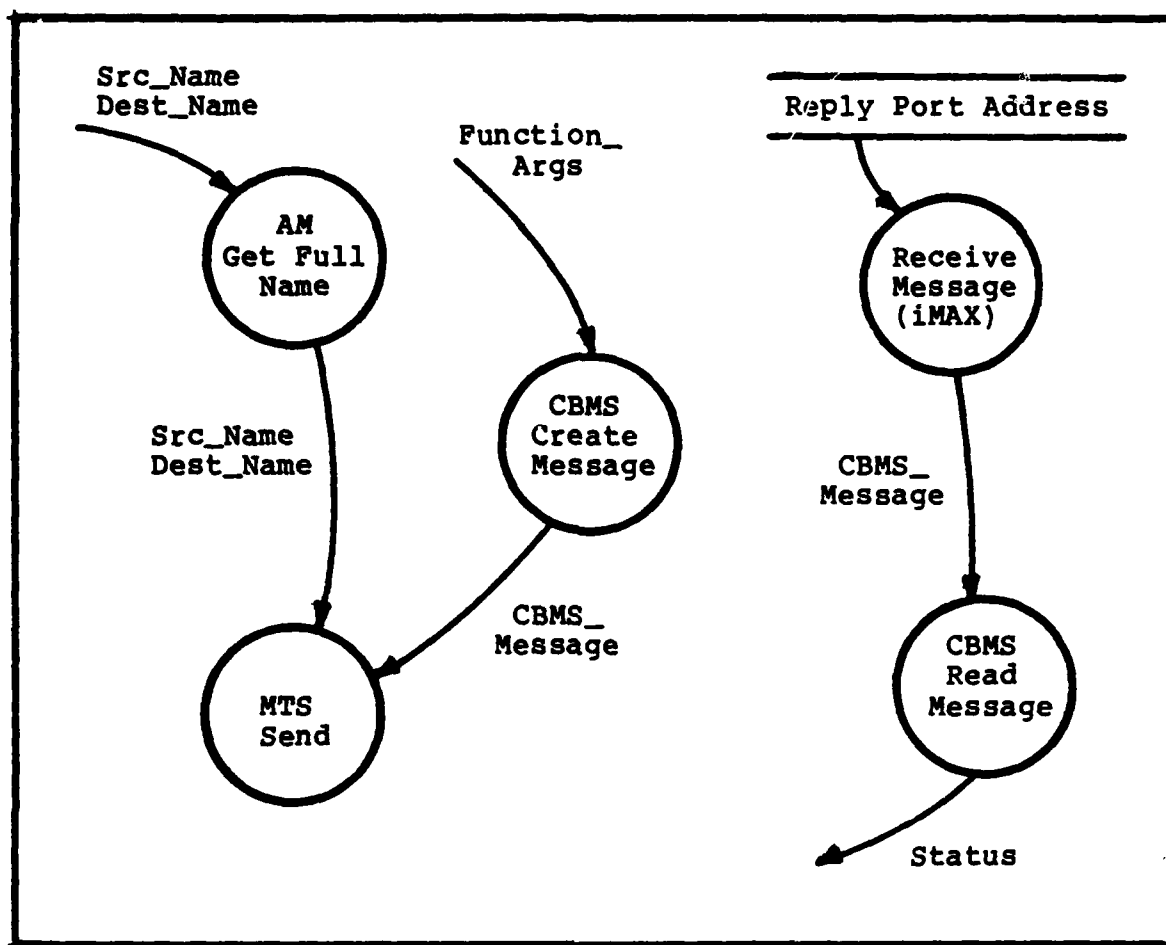 Src_Name
Dest_Name
Function_
Args
Reply Port Address
AM
Get Full
Name
Receive
Message
(iMAX)
CBMS
Create
Message
Src_Name
Dest_Name
CBMS_
Message
CBMS_
Message
MTS
Send
CBMS
Read
Message
Status